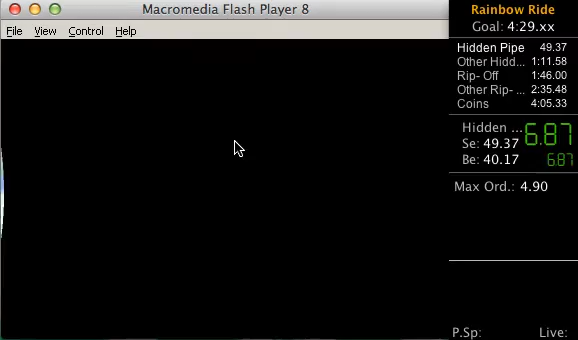 Macromedia Flash Player 8
File View Control Help
Rainbow Ride
Goal: 4:29.xx
Hidden Pipe 49.37
Other Hidd... 1:11.58
Rip- Off 1:46.00
Other Rip- ... 2:35.48
Coins 4:05.33
Hidden ... 6.87
Se: 49.37
Be: 40.17 6.87
Max Ord.: 4.90
P.Sp: Live: